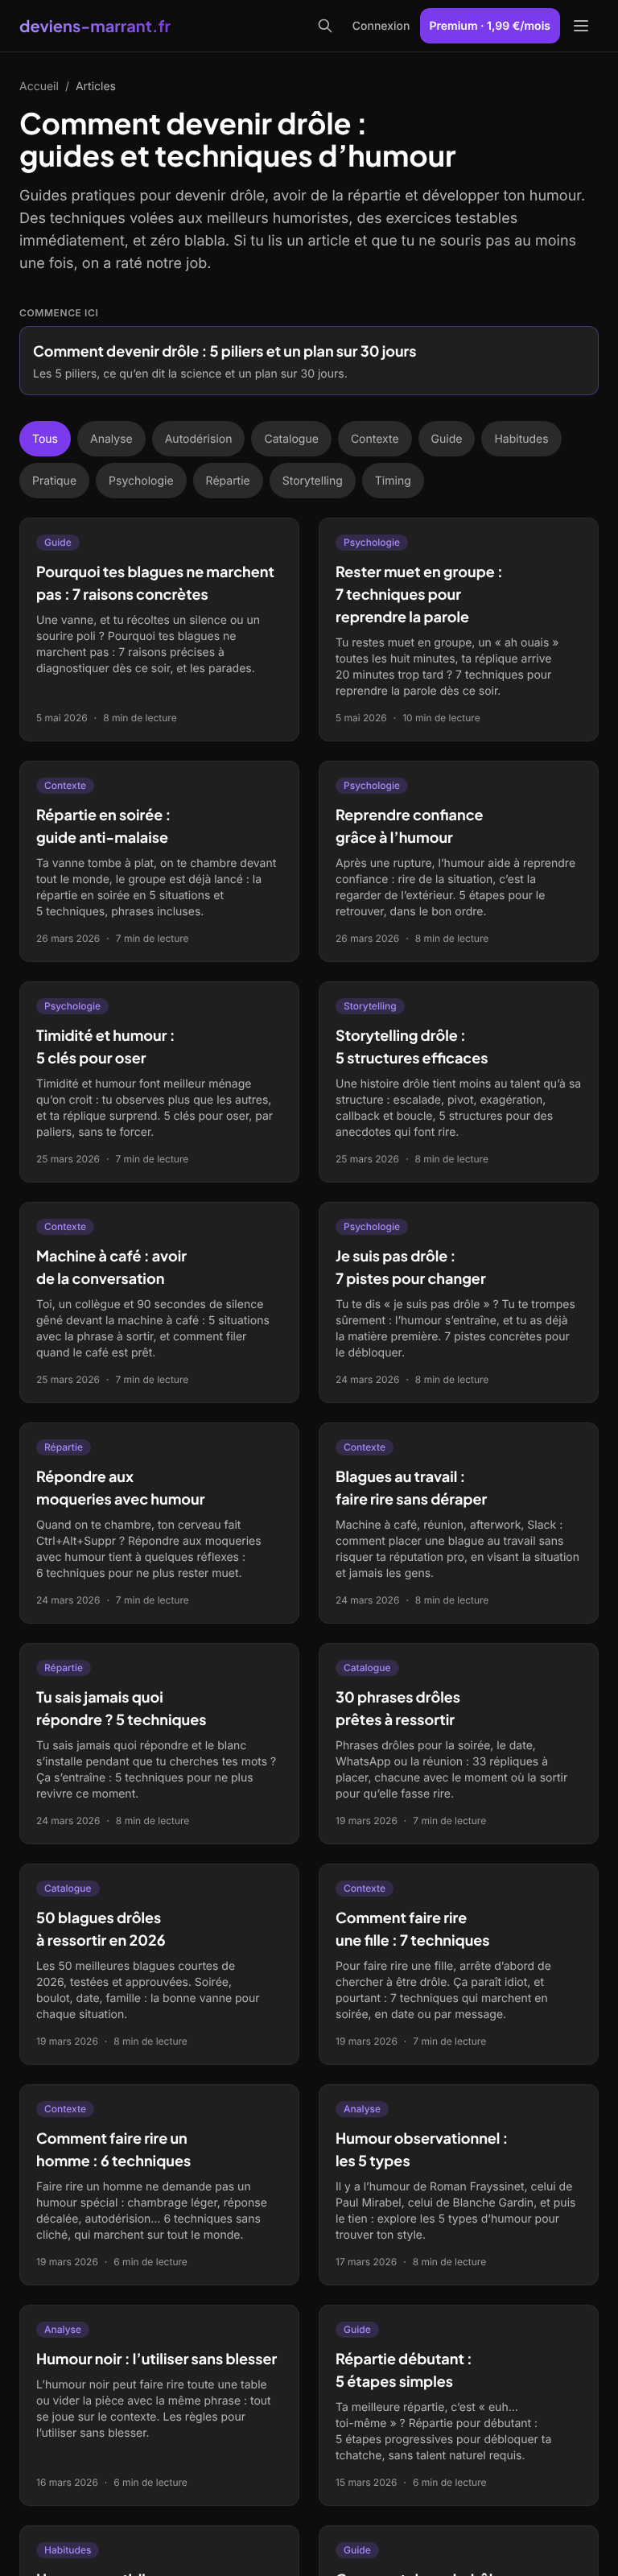 deviens-marrant.fr
Connexion
Premium · 1,99 €/mois
Accueil / Articles
Comment devenir drôle :
guides et techniques d’humour
Guides pratiques pour devenir drôle, avoir de la répartie et développer ton humour.
Des techniques volées aux meilleurs humoristes, des exercices testables
immédiatement, et zéro blabla. Si tu lis un article et que tu ne souris pas au moins
une fois, on a raté notre job.
COMMENCE ICI
Comment devenir drôle : 5 piliers et un plan sur 30 jours
Les 5 piliers, ce qu’en dit la science et un plan sur 30 jours.
Tous
Analyse
Autodérision
Catalogue
Contexte
Guide
Habitudes
Pratique
Psychologie
Répartie
Storytelling
Timing
Guide
Pourquoi tes blagues ne marchent
pas : 7 raisons concrètes
Une vanne, et tu récoltes un silence ou un
sourire poli ? Pourquoi tes blagues ne
marchent pas : 7 raisons précises à
diagnostiquer dès ce soir, et les parades.
5 mai 2026 · 8 min de lecture
Psychologie
Rester muet en groupe :
7 techniques pour
reprendre la parole
Tu restes muet en groupe, un « ah ouais »
toutes les huit minutes, ta réplique arrive
20 minutes trop tard ? 7 techniques pour
reprendre la parole dès ce soir.
5 mai 2026 · 10 min de lecture
Contexte
Répartie en soirée :
guide anti-malaise
Ta vanne tombe à plat, on te chambre devant
tout le monde, le groupe est déjà lancé : la
répartie en soirée en 5 situations et
5 techniques, phrases incluses.
26 mars 2026 · 7 min de lecture
Psychologie
Reprendre confiance
grâce à l’humour
Après une rupture, l’humour aide à reprendre
confiance : rire de la situation, c’est la
regarder de l’extérieur. 5 étapes pour le
retrouver, dans le bon ordre.
26 mars 2026 · 8 min de lecture
Psychologie
Timidité et humour :
5 clés pour oser
Timidité et humour font meilleur ménage
qu’on croit : tu observes plus que les autres,
et ta réplique surprend. 5 clés pour oser, par
paliers, sans te forcer.
25 mars 2026 · 7 min de lecture
Storytelling
Storytelling drôle :
5 structures efficaces
Une histoire drôle tient moins au talent qu’à sa
structure : escalade, pivot, exagération,
callback et boucle, 5 structures pour des
anecdotes qui font rire.
25 mars 2026 · 8 min de lecture
Contexte
Machine à café : avoir
de la conversation
Toi, un collègue et 90 secondes de silence
gêné devant la machine à café : 5 situations
avec la phrase à sortir, et comment filer
quand le café est prêt.
25 mars 2026 · 7 min de lecture
Psychologie
Je suis pas drôle :
7 pistes pour changer
Tu te dis « je suis pas drôle » ? Tu te trompes
sûrement : l’humour s’entraîne, et tu as déjà
la matière première. 7 pistes concrètes pour
le débloquer.
24 mars 2026 · 8 min de lecture
Répartie
Répondre aux
moqueries avec humour
Quand on te chambre, ton cerveau fait
Ctrl+Alt+Suppr ? Répondre aux moqueries
avec humour tient à quelques réflexes :
6 techniques pour ne plus rester muet.
24 mars 2026 · 7 min de lecture
Contexte
Blagues au travail :
faire rire sans déraper
Machine à café, réunion, afterwork, Slack :
comment placer une blague au travail sans
risquer ta réputation pro, en visant la situation
et jamais les gens.
24 mars 2026 · 8 min de lecture
Répartie
Tu sais jamais quoi
répondre ? 5 techniques
Tu sais jamais quoi répondre et le blanc
s’installe pendant que tu cherches tes mots ?
Ça s’entraîne : 5 techniques pour ne plus
revivre ce moment.
24 mars 2026 · 8 min de lecture
Catalogue
30 phrases drôles
prêtes à ressortir
Phrases drôles pour la soirée, le date,
WhatsApp ou la réunion : 33 répliques à
placer, chacune avec le moment où la sortir
pour qu’elle fasse rire.
19 mars 2026 · 7 min de lecture
Catalogue
50 blagues drôles
à ressortir en 2026
Les 50 meilleures blagues courtes de
2026, testées et approuvées. Soirée,
boulot, date, famille : la bonne vanne pour
chaque situation.
19 mars 2026 · 8 min de lecture
Contexte
Comment faire rire
une fille : 7 techniques
Pour faire rire une fille, arrête d’abord de
chercher à être drôle. Ça paraît idiot, et
pourtant : 7 techniques qui marchent en
soirée, en date ou par message.
19 mars 2026 · 7 min de lecture
Contexte
Comment faire rire un
homme : 6 techniques
Faire rire un homme ne demande pas un
humour spécial : chambrage léger, réponse
décalée, autodérision… 6 techniques sans
cliché, qui marchent sur tout le monde.
19 mars 2026 · 6 min de lecture
Analyse
Humour observationnel :
les 5 types
Il y a l’humour de Roman Frayssinet, celui de
Paul Mirabel, celui de Blanche Gardin, et puis
le tien : explore les 5 types d’humour pour
trouver ton style.
17 mars 2026 · 8 min de lecture
Analyse
Humour noir : l’utiliser sans blesser
L’humour noir peut faire rire toute une table
ou vider la pièce avec la même phrase : tout
se joue sur le contexte. Les règles pour
l’utiliser sans blesser.
16 mars 2026 · 6 min de lecture
Guide
Répartie débutant :
5 étapes simples
Ta meilleure répartie, c’est « euh…
toi-même » ? Répartie pour débutant :
5 étapes progressives pour débloquer ta
tchatche, sans talent naturel requis.
15 mars 2026 · 6 min de lecture
Habitudes
Guide